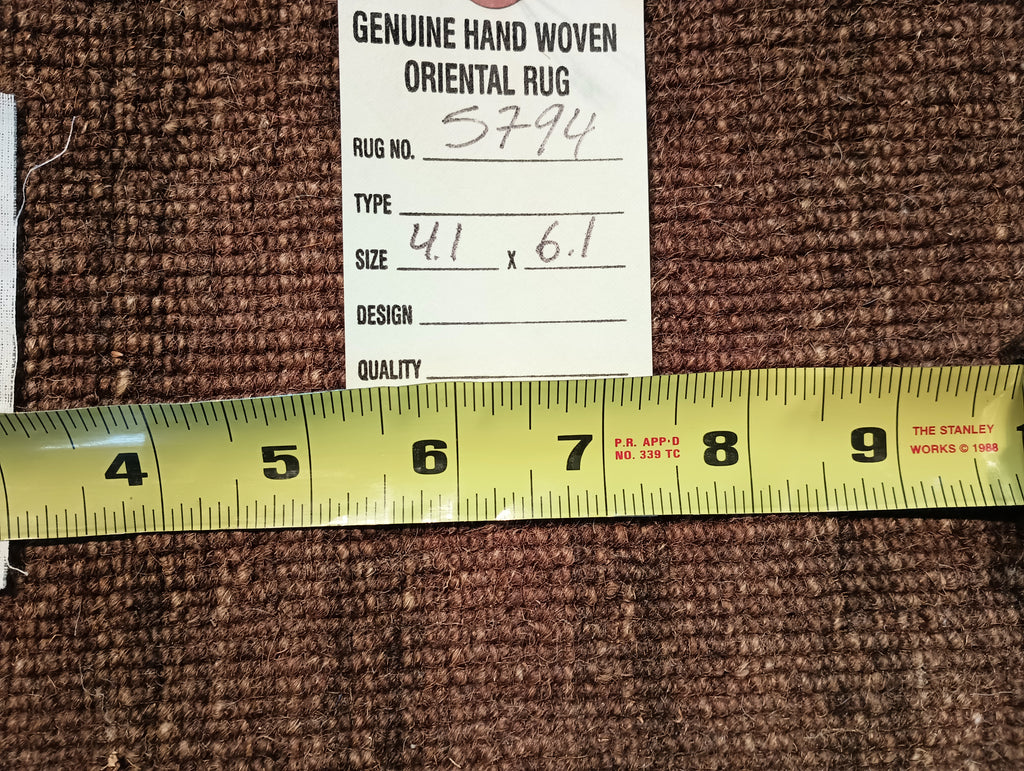 GENUINE HAND WOVEN
ORIENTAL RUG
RUG NO. 5794
TYPE
SIZE 4.1 x 6.1
DESIGN
QUALITY
4 5 6 7 8 9 1
P.R. APP'D
NO. 339 TC
THE STANLEY
WORKS © 1988